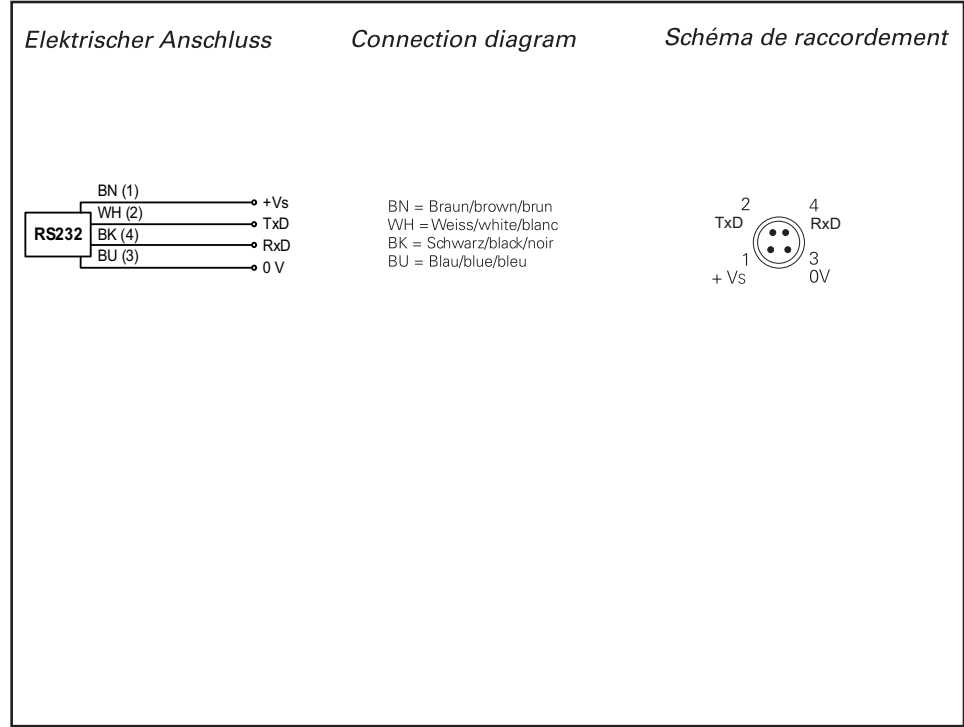 Elektrischer Anschluss
Connection diagram
Schéma de raccordement
RS232
BN (1)
+Vs
WH (2)
TxD
BK (4)
RxD
BU (3)
0 V
BN = Braun/brown/brun
WH =Weiss/white/blanc
BK = Schwarz/black/noir
BU = Blau/blue/bleu
2
4
TxD
RxD
1
3
+ Vs
0V